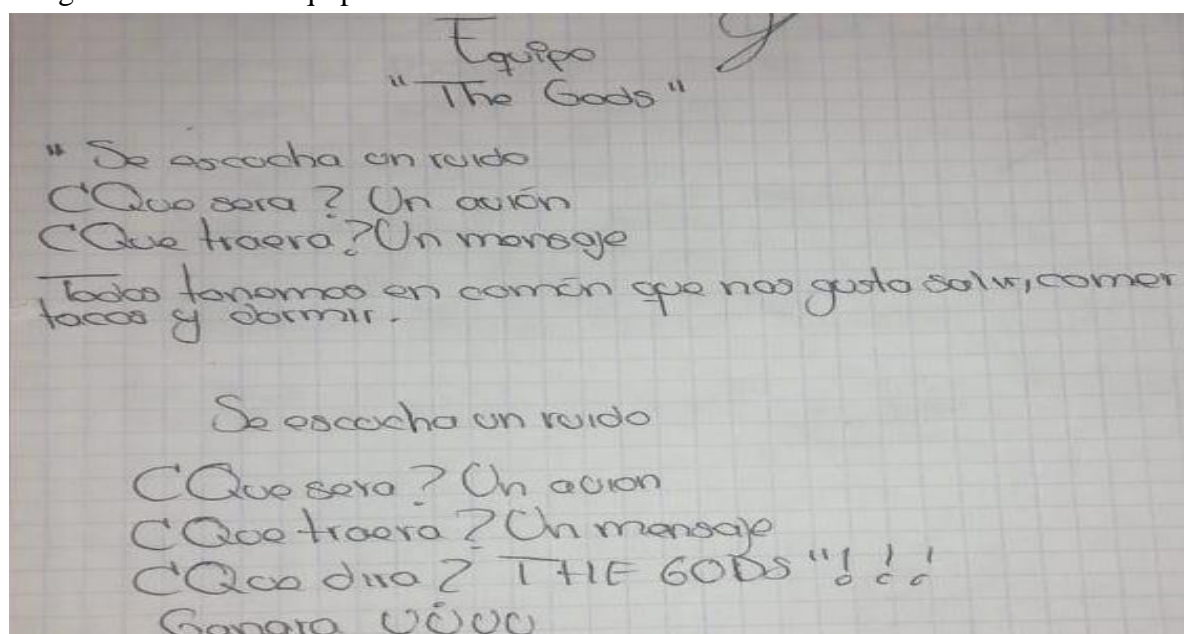 Equipo
"The Gods"
" Se escucha un ruido
¿Que sera? Un avión
¿Que traera? Un mensaje
Todos tenemos en común que nos gusta salir, comer
tacos y dormir.
Se escucha un ruido
¿Que sera? Un avion
¿Que traera? Un mensaje
¿Que dira? THE GODS"!!!
Ganara